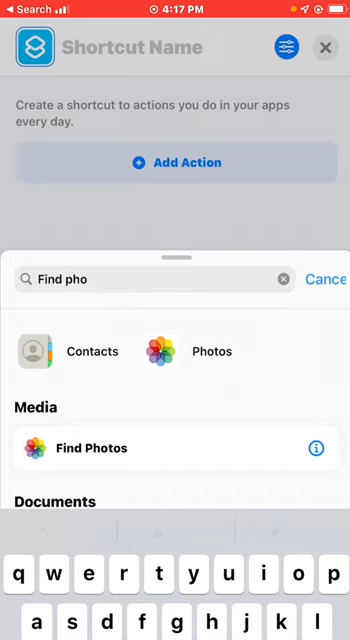 Search 4:17 PM
Shortcut Name
Create a shortcut to actions you do in your apps
every day.
Add Action
Find pho
Cance
Contacts Photos
Media
Find Photos
Documents
q w e r t y u i o p
a s d f g h j k l